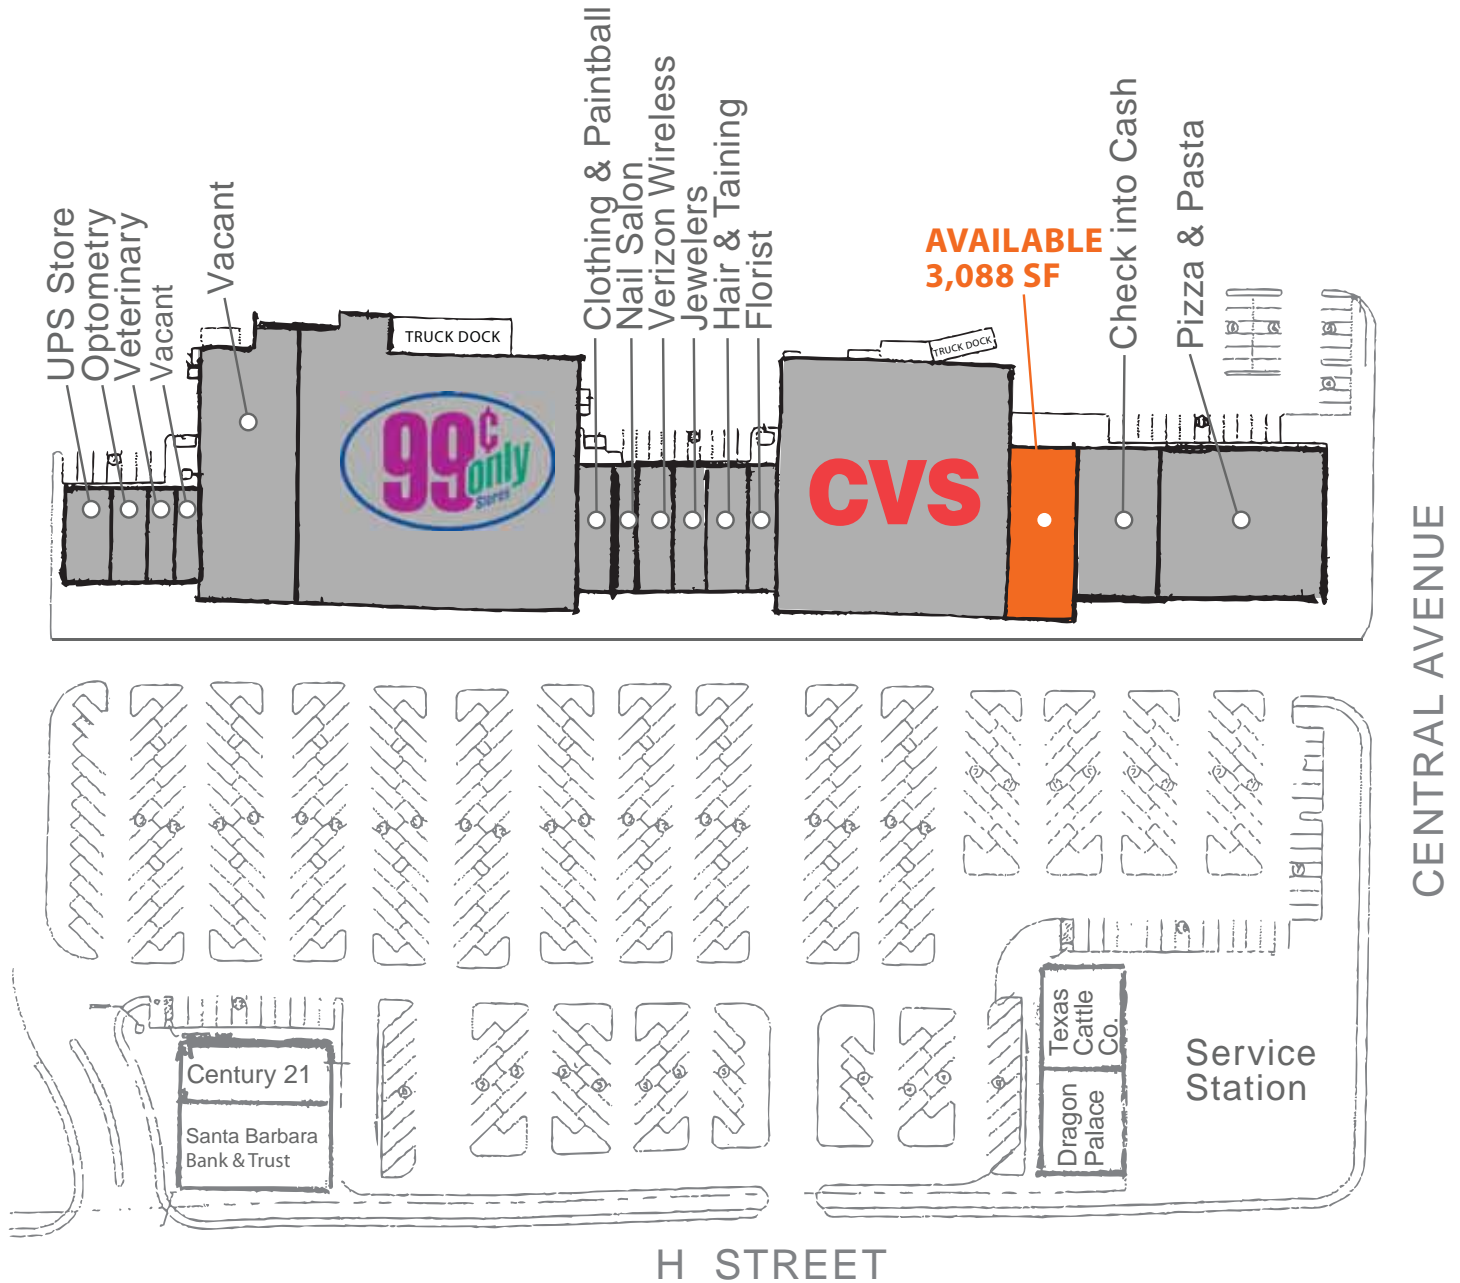 UPS Store
Optometry
Veterinary
Vacant
Vacant
TRUCK DOCK
99¢
only
Stores
Clothing & Paintball
Nail Salon
Verizon Wireless
Jewelers
Hair & Taining
Florist
TRUCK DOCK
CVS
AVAILABLE
3,088 SF
Check into Cash
Pizza & Pasta
CENTRAL AVENUE
Century 21
Santa Barbara
Bank & Trust
Texas
Cattle
Co.
Dragon
Palace
Service
Station
H STREET